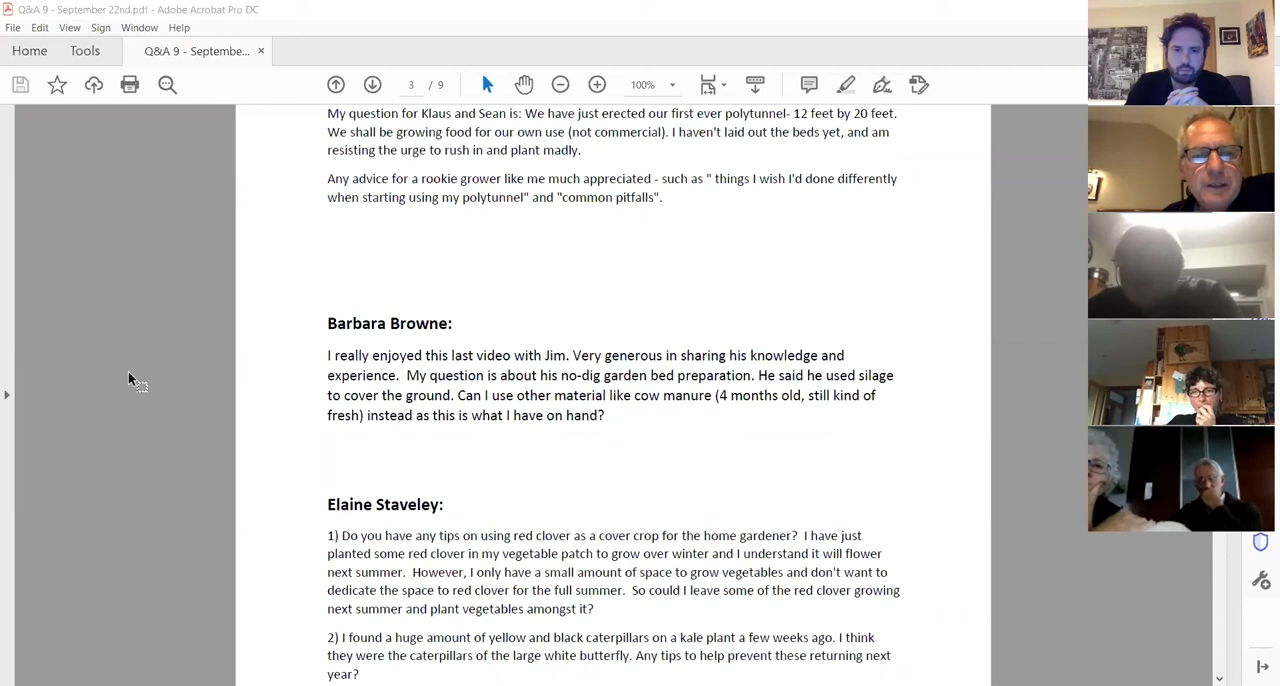 Q&A 9 - September 22nd.pdf - Adobe Acrobat Pro DC
File Edit View Sign Window Help
Home Tools Q&A 9 - Septembe... ×
3 / 9 100%
My question for Klaus and Sean is: We have just erected our first ever polytunnel- 12 feet by 20 feet.
We shall be growing food for our own use (not commercial). I haven't laid out the beds yet, and am
resisting the urge to rush in and plant madly.
Any advice for a rookie grower like me much appreciated - such as " things I wish I'd done differently
when starting using my polytunnel" and "common pitfalls".
Barbara Browne:
I really enjoyed this last video with Jim. Very generous in sharing his knowledge and
experience.  My question is about his no-dig garden bed preparation. He said he used silage
to cover the ground. Can I use other material like cow manure (4 months old, still kind of
fresh) instead as this is what I have on hand?
Elaine Staveley:
1) Do you have any tips on using red clover as a cover crop for the home gardener?  I have just
planted some red clover in my vegetable patch to grow over winter and I understand it will flower
next summer.  However, I only have a small amount of space to grow vegetables and don't want to
dedicate the space to red clover for the full summer.  So could I leave some of the red clover growing
next summer and plant vegetables amongst it?
2) I found a huge amount of yellow and black caterpillars on a kale plant a few weeks ago. I think
they were the caterpillars of the large white butterfly. Any tips to help prevent these returning next
year?